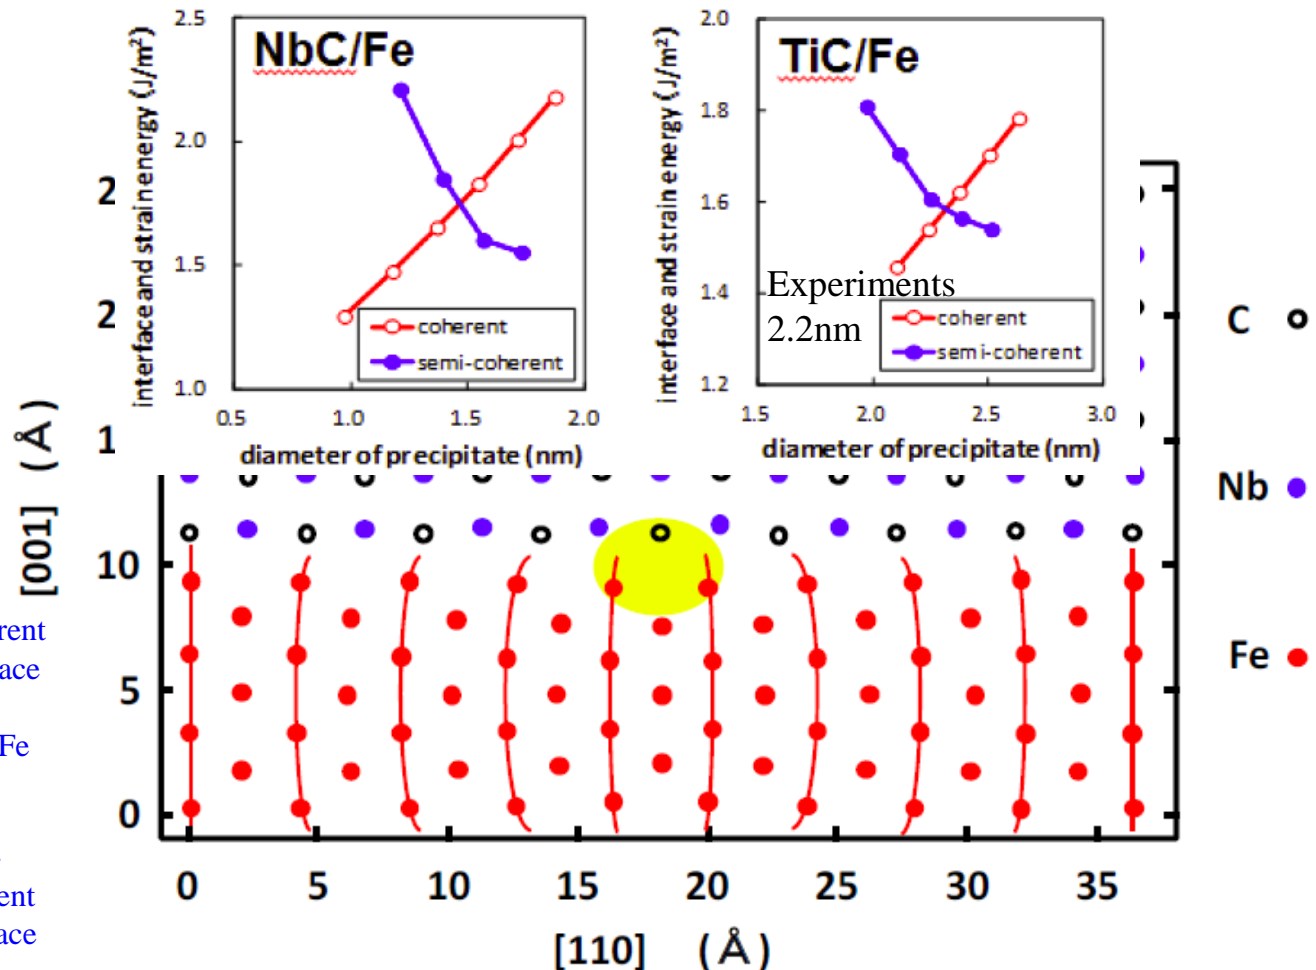 NbC/Fe
interface and strain energy (J/m²)
2.5
2.0
1.5
1.0
0.5
1.0
1.5
2.0
coherent
semi-coherent
diameter of precipitate (nm)
TiC/Fe
interface and strain energy (J/m²)
2.0
1.8
1.6
1.4
1.2
1.5
2.0
2.5
3.0
Experiments
2.2nm
coherent
semi-coherent
diameter of precipitate (nm)
2
2
1
10
5
0
[001] (Å)
0
5
10
15
20
25
30
35
[110] (Å)
C
Nb
Fe
Fe